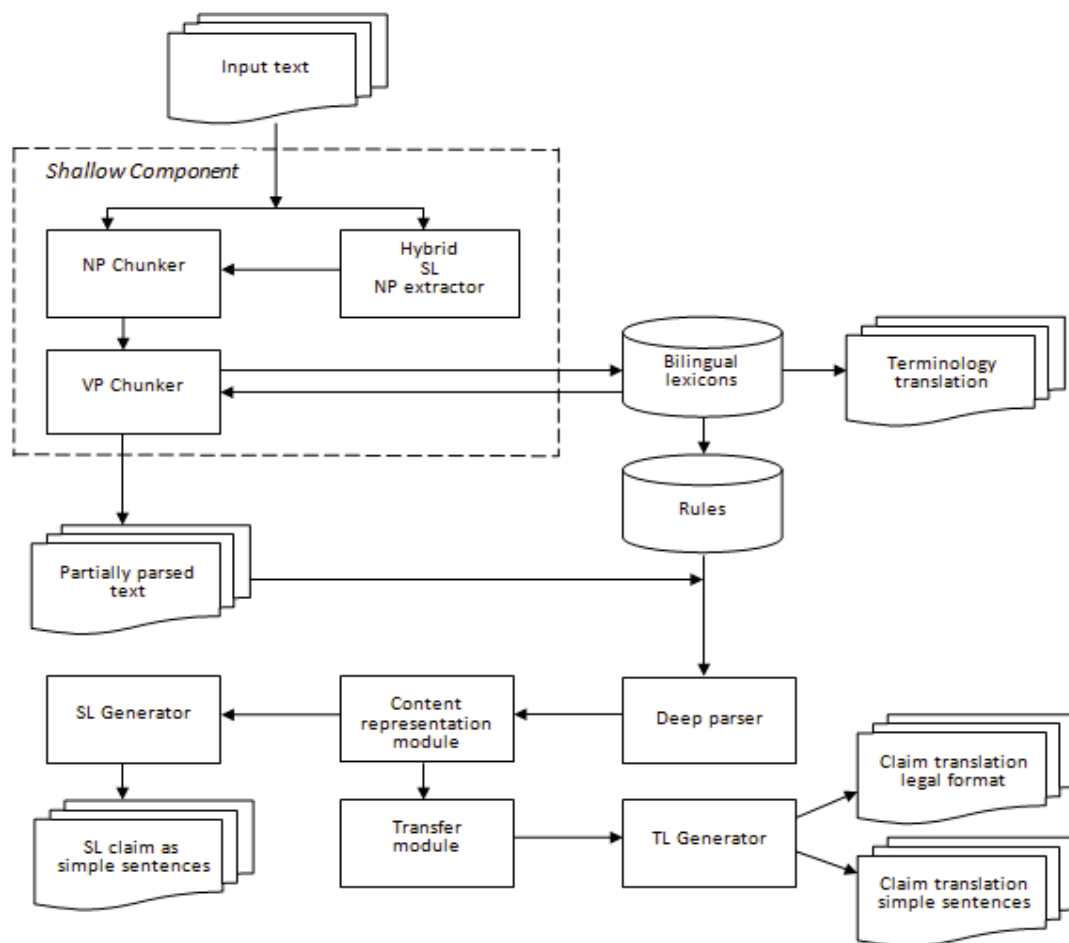 Input text
Shallow Component
NP Chunker
Hybrid
SL
NP extractor
VP Chunker
Bilingual
lexicons
Terminology
translation
Rules
Partially parsed
text
SL Generator
Content
representation
module
Deep parser
Claim translation
legal format
SL claim as
simple sentences
Transfer
module
TL Generator
Claim translation
simple sentences